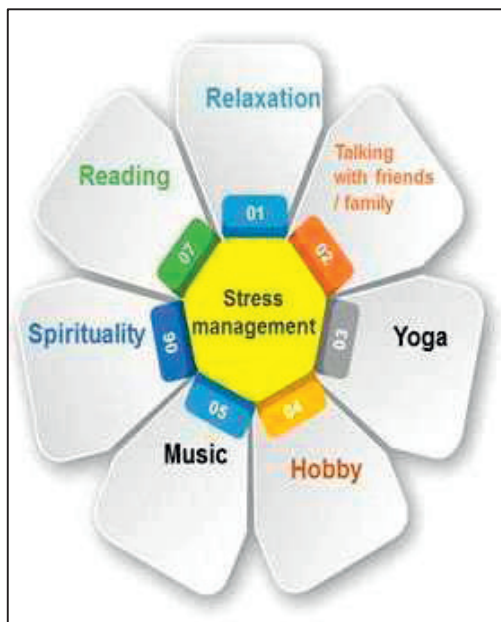 Relaxation
01
Talking
with friends
/ family
02
Yoga
03
Hobby
04
Music
05
Spirituality
06
Reading
07
Stress
management